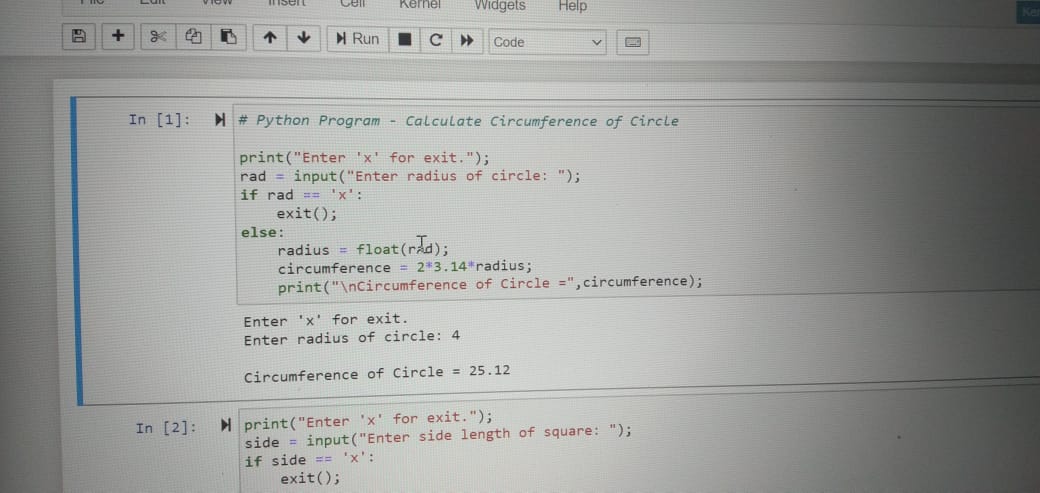 File Edit View Insert Cell Kernel Widgets Help
Run Code
In [1]:
# Python Program - Calculate Circumference of Circle
print("Enter 'x' for exit.");
rad = input("Enter radius of circle: ");
if rad == 'x':
    exit();
else:
    radius = float(rad);
    circumference = 2*3.14*radius;
    print("\nCircumference of Circle =",circumference);
Enter 'x' for exit.
Enter radius of circle: 4
Circumference of Circle = 25.12
In [2]:
print("Enter 'x' for exit.");
side = input("Enter side length of square: ");
if side == 'x':
    exit();